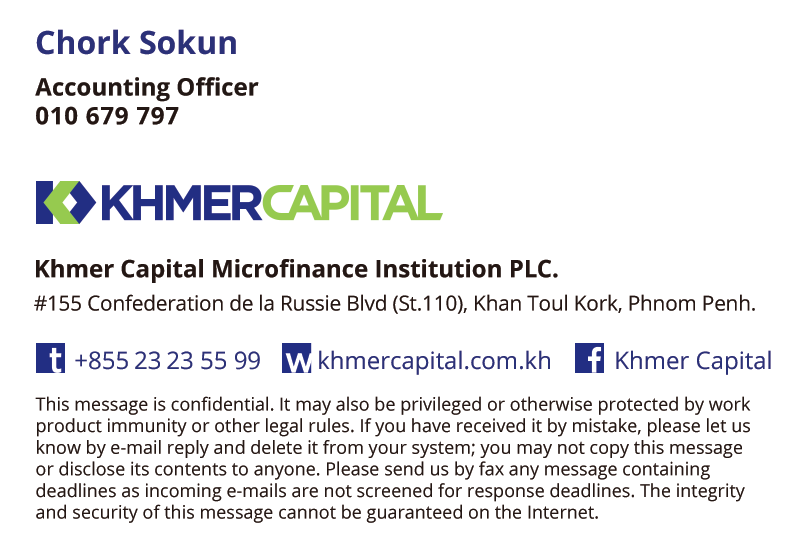 Chork Sokun
Accounting Officer
010 679 797
KHMERCAPITAL
Khmer Capital Microfinance Institution PLC.
#155 Confederation de la Russie Blvd (St.110), Khan Toul Kork, Phnom Penh.
t +855 23 23 55 99 w khmercapital.com.kh f Khmer Capital
This message is confidential. It may also be privileged or otherwise protected by work
product immunity or other legal rules. If you have received it by mistake, please let us
know by e-mail reply and delete it from your system; you may not copy this message
or disclose its contents to anyone. Please send us by fax any message containing
deadlines as incoming e-mails are not screened for response deadlines. The integrity
and security of this message cannot be guaranteed on the Internet.